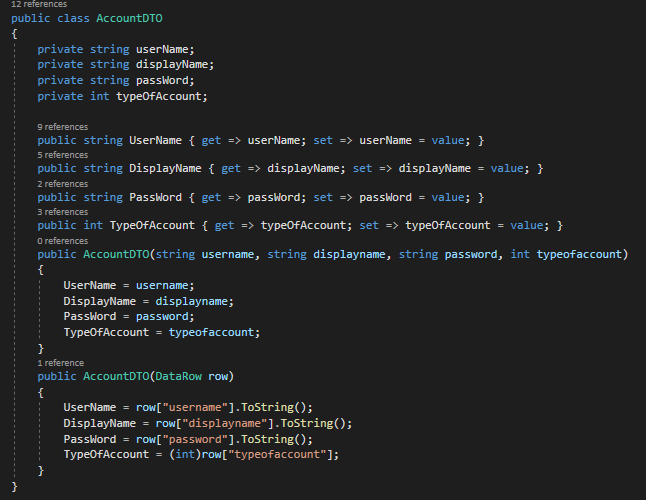 12 references
public class AccountDTO
{
private string userName;
private string displayName;
private string passWord;
private int typeOfAccount;
9 references
public string UserName { get => userName; set => userName = value; }
5 references
public string DisplayName { get => displayName; set => displayName = value; }
2 references
public string PassWord { get => passWord; set => passWord = value; }
3 references
public int TypeOfAccount { get => typeOfAccount; set => typeOfAccount = value; }
0 references
public AccountDTO(string username, string displayname, string password, int typeofaccount)
{
UserName = username;
DisplayName = displayname;
PassWord = password;
TypeOfAccount = typeofaccount;
}
1 reference
public AccountDTO(DataRow row)
{
UserName = row["username"].ToString();
DisplayName = row["displayname"].ToString();
PassWord = row["password"].ToString();
TypeOfAccount = (int)row["typeofaccount"];
}
}